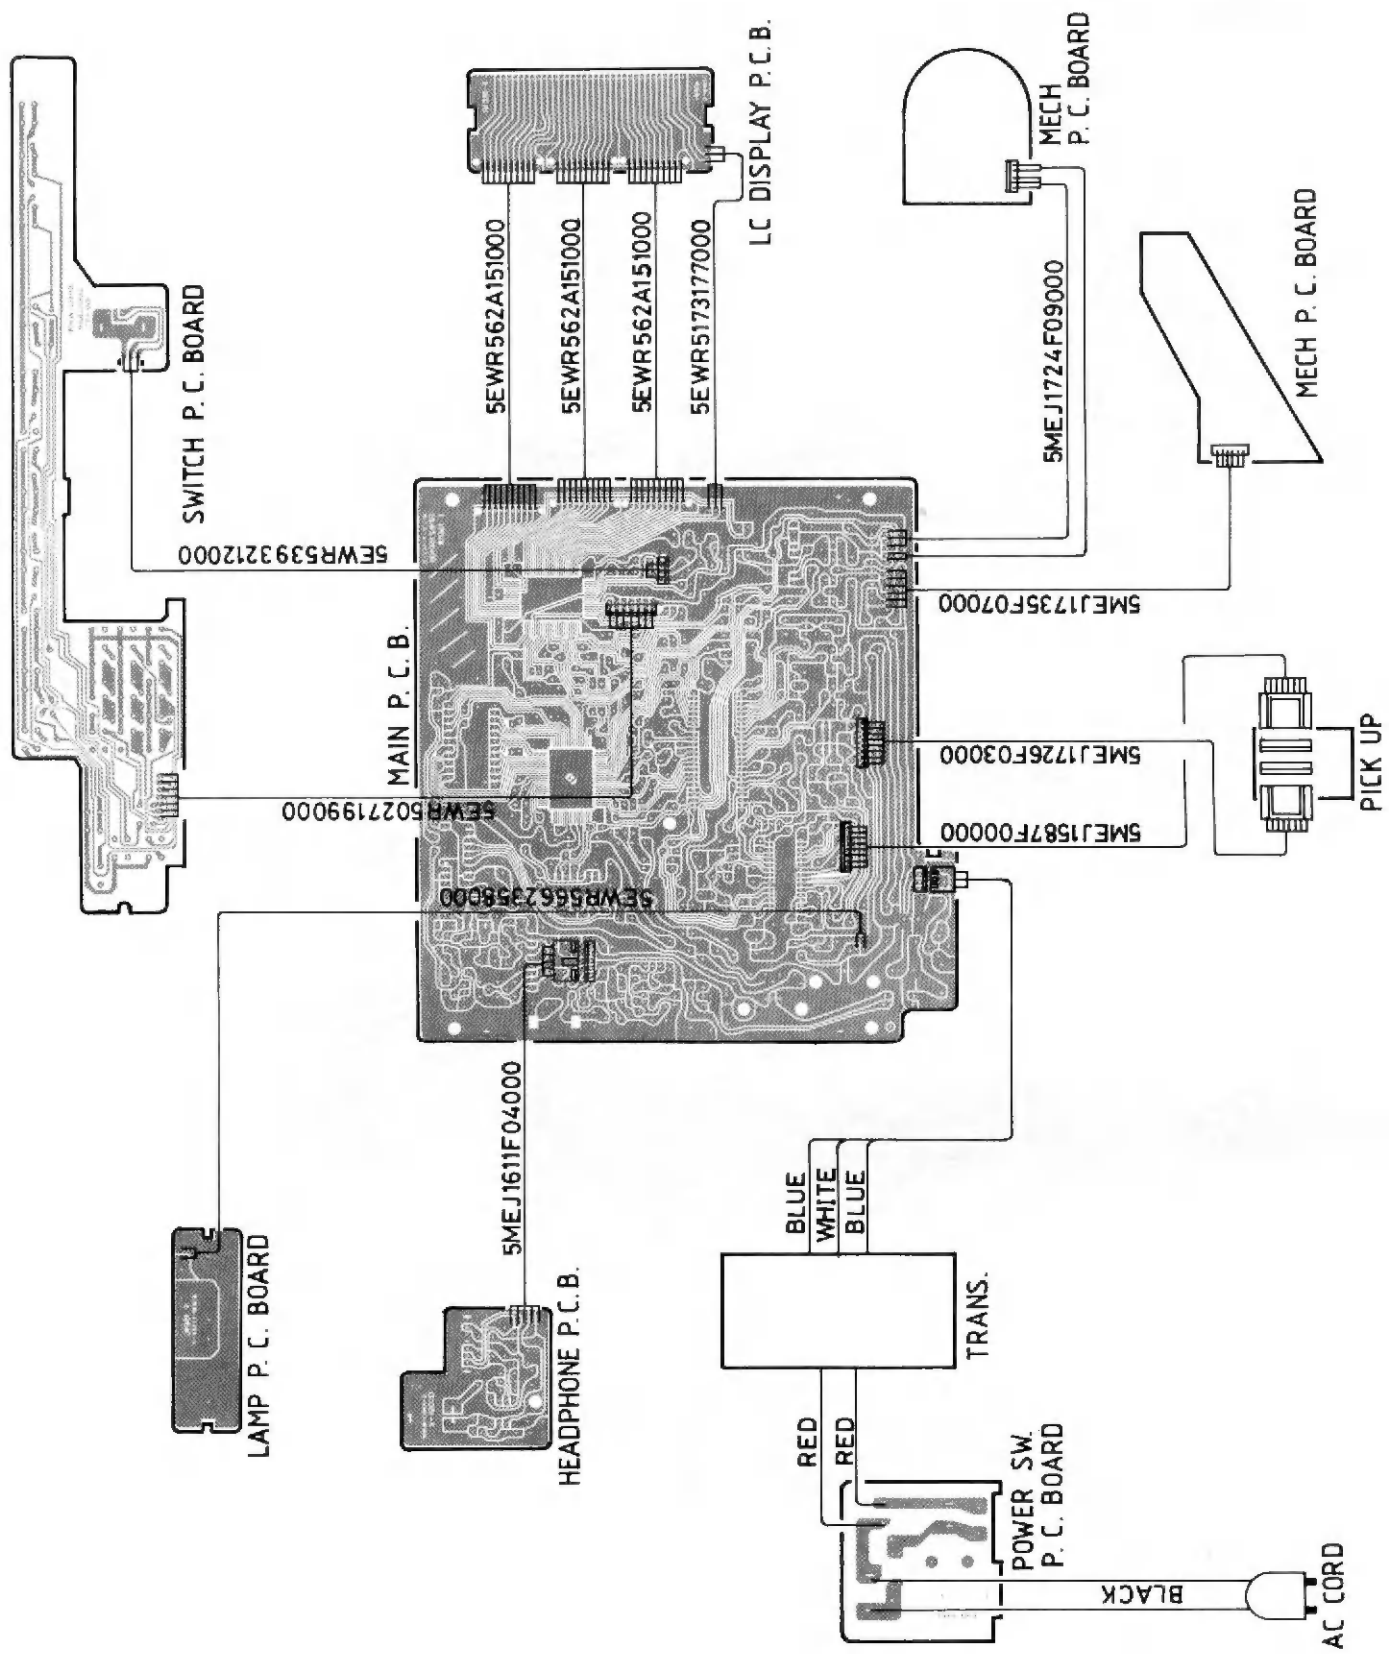 SWITCH P. C. BOARD
5EWR5393212000
5EWR5027199000
LC DISPLAY P. C. B.
5EWR562A151000
5EWR562A151000
5EWR562A151000
5EWR5173177000
MECH
P. C. BOARD
5MEJ1724F09000
MECH P. C. BOARD
5MEJ1735F07000
MAIN P. C. B.
5MEJ1726F03000
5MEJ1587F00000
PICK UP
5EWR5662358000
LAMP P. C. BOARD
5MEJ1611F04000
HEADPHONE P. C. B.
BLUE
WHITE
BLUE
TRANS.
RED
RED
POWER SW.
P. C. BOARD
BLACK
AC CORD